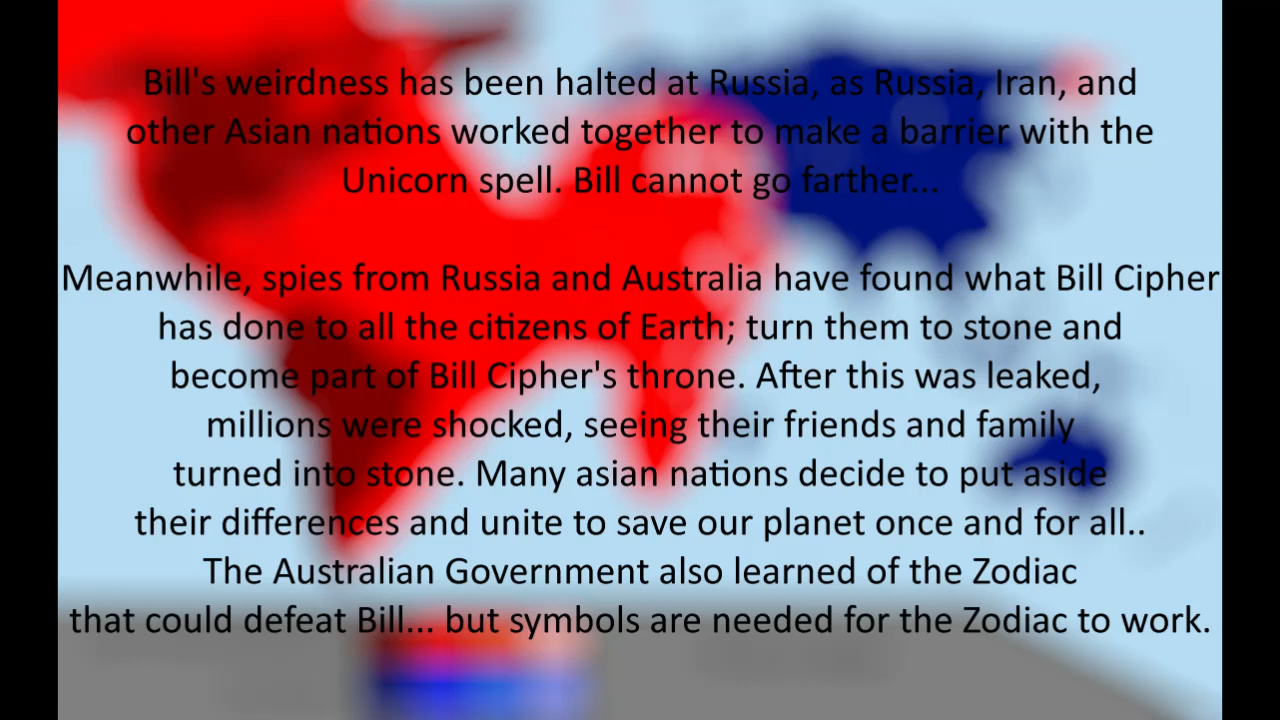 Bill's weirdness has been halted at Russia, as Russia, Iran, and
other Asian nations worked together to make a barrier with the
Unicorn spell. Bill cannot go farther...
Meanwhile, spies from Russia and Australia have found what Bill Cipher
has done to all the citizens of Earth; turn them to stone and
become part of Bill Cipher's throne. After this was leaked,
millions were shocked, seeing their friends and family
turned into stone. Many asian nations decide to put aside
their differences and unite to save our planet once and for all..
The Australian Government also learned of the Zodiac
that could defeat Bill... but symbols are needed for the Zodiac to work.